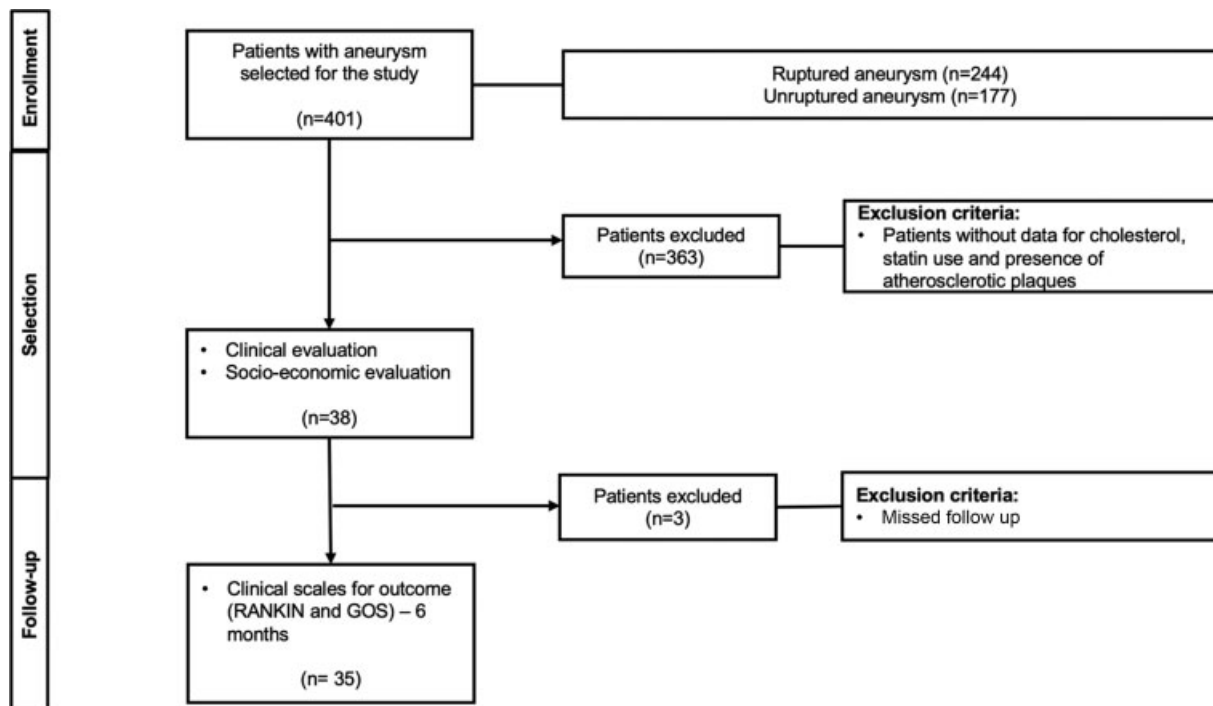 Enrollment
Patients with aneurysm
selected for the study
(n=401)
Ruptured aneurysm (n=244)
Unruptured aneurysm (n=177)
Selection
Patients excluded
(n=363)
Exclusion criteria:
• Patients without data for cholesterol,
statin use and presence of
atherosclerotic plaques
• Clinical evaluation
• Socio-economic evaluation
(n=38)
Follow-up
Patients excluded
(n=3)
Exclusion criteria:
• Missed follow up
• Clinical scales for outcome
(RANKIN and GOS) – 6
months
(n= 35)